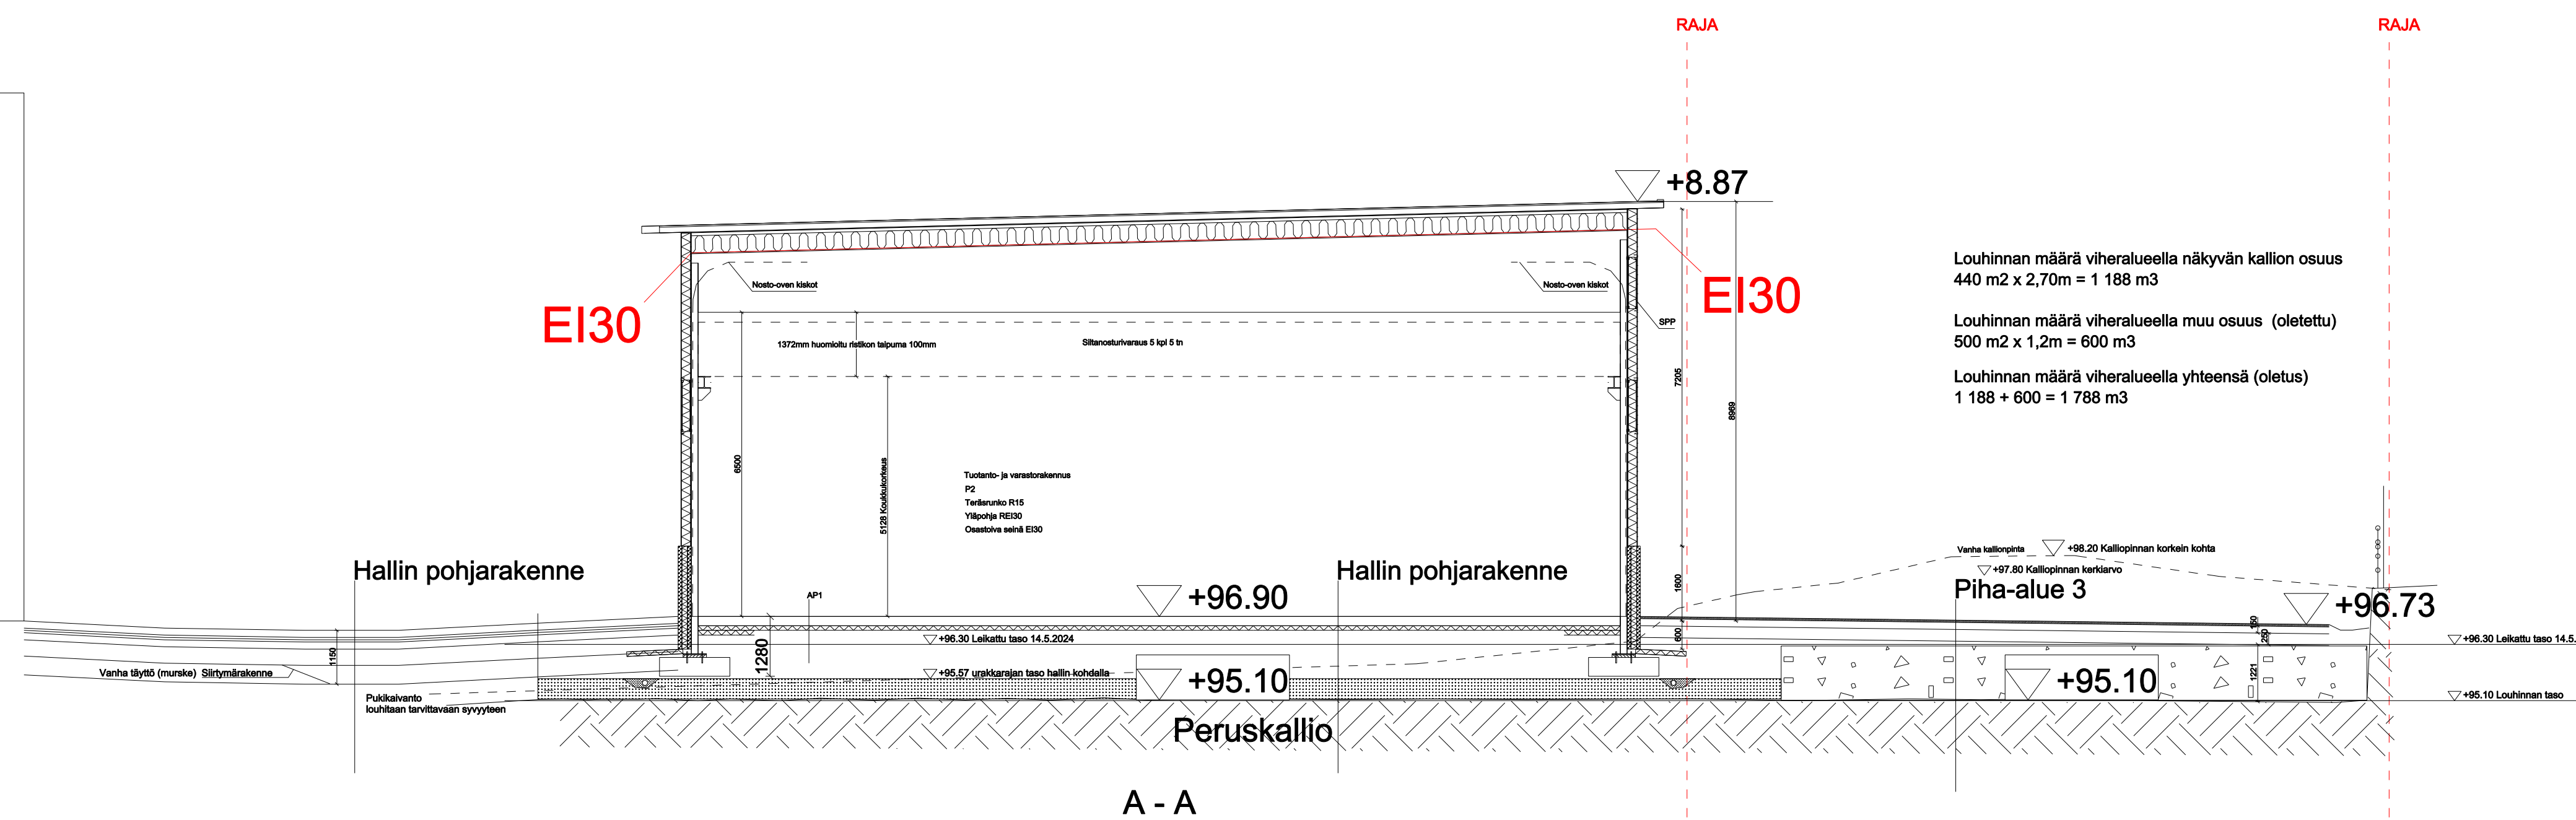 RAJA
RAJA
+8.87
EI30
EI30
Nosto-oven kiskot
Nosto-oven kiskot
SPP
1372mm huomioitu ristikon taipuma 100mm
Siltanosturivaraus 5 kpl 5 tn
7205
8969
Louhinnan määrä viheralueella näkyvän kallion osuus
440 m2 x 2,70m = 1 188 m3
Louhinnan määrä viheralueella muu osuus (oletettu)
500 m2 x 1,2m = 600 m3
Louhinnan määrä viheralueella yhteensä (oletus)
1 188 + 600 = 1 788 m3
6500
5128 Koukkukorkeus
Tuotanto- ja varastorakennus
P2
Teräsrunko R15
Yläpohja REI30
Osastoiva seinä EI30
Hallin pohjarakenne
Hallin pohjarakenne
1600
Vanha kallionpinta
+98.20 Kalliopinnan korkein kohta
+97.80 Kalliopinnan kerkiarvo
Piha-alue 3
AP1
+96.90
+96.73
150
250
600
1280
1150
+96.30 Leikattu taso 14.5.2024
+96.30 Leikattu taso 14.5.
Vanha täyttö (murske) Siirtymärakenne
+95.57 urakkarajan taso hallin kohdalla
+95.10
+95.10
1221
+95.10 Louhinnan taso
Pukikaivanto
louhitaan tarvittavaan syvyyteen
Peruskallio
A - A